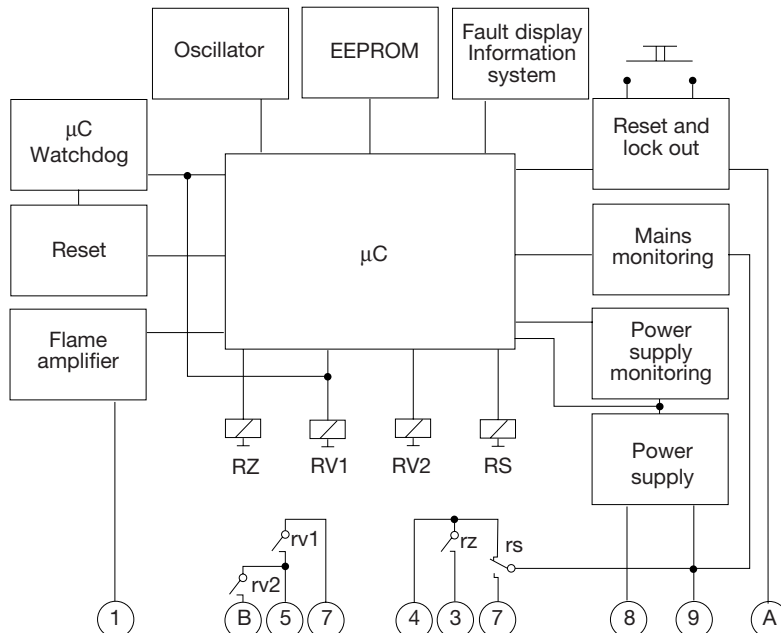 Oscillator
EEPROM
Fault display
Information
system
μC
Watchdog
Reset and
lock out
Reset
μC
Mains
monitoring
Flame
amplifier
Power
supply
monitoring
RZ
RV1
RV2
RS
Power
supply
rv1
rz
rs
rv2
1
B
5
7
4
3
7
8
9
A